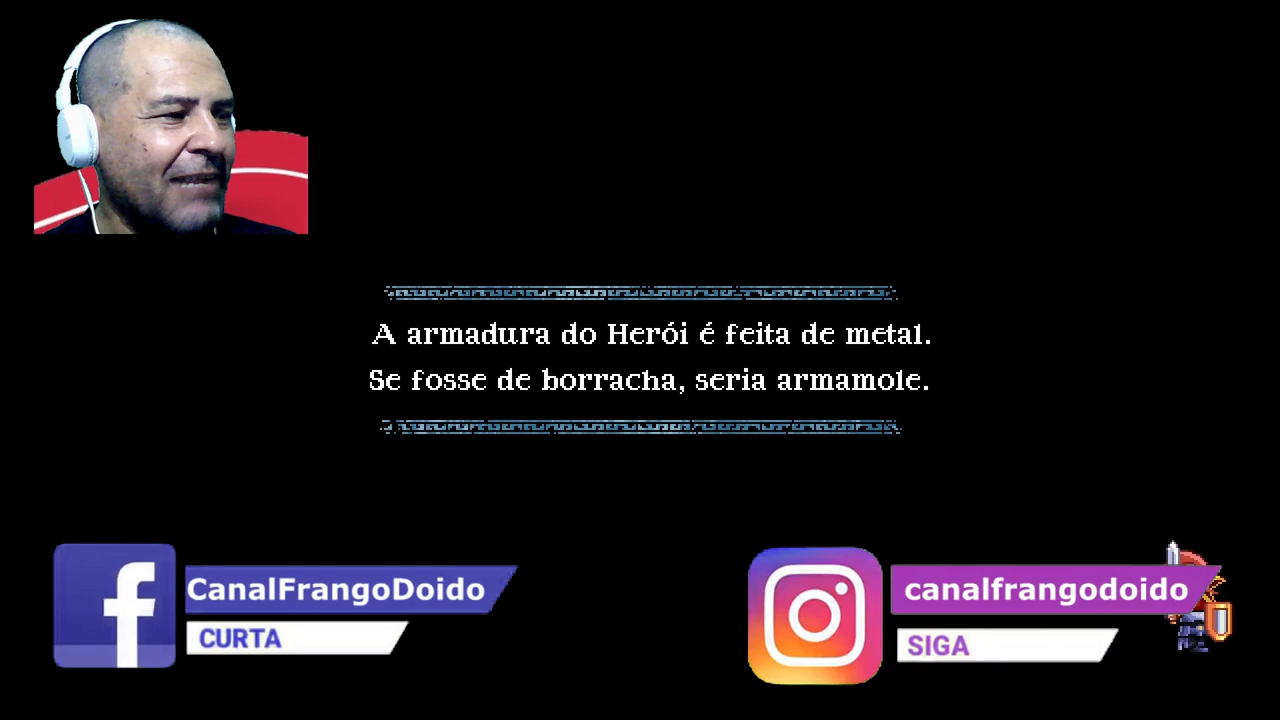 A armadura do Herói é feita de metal.
Se fosse de borracha, seria armamole.
CanalFrangoDoido
CURTA
canalfrangodoido
SIGA